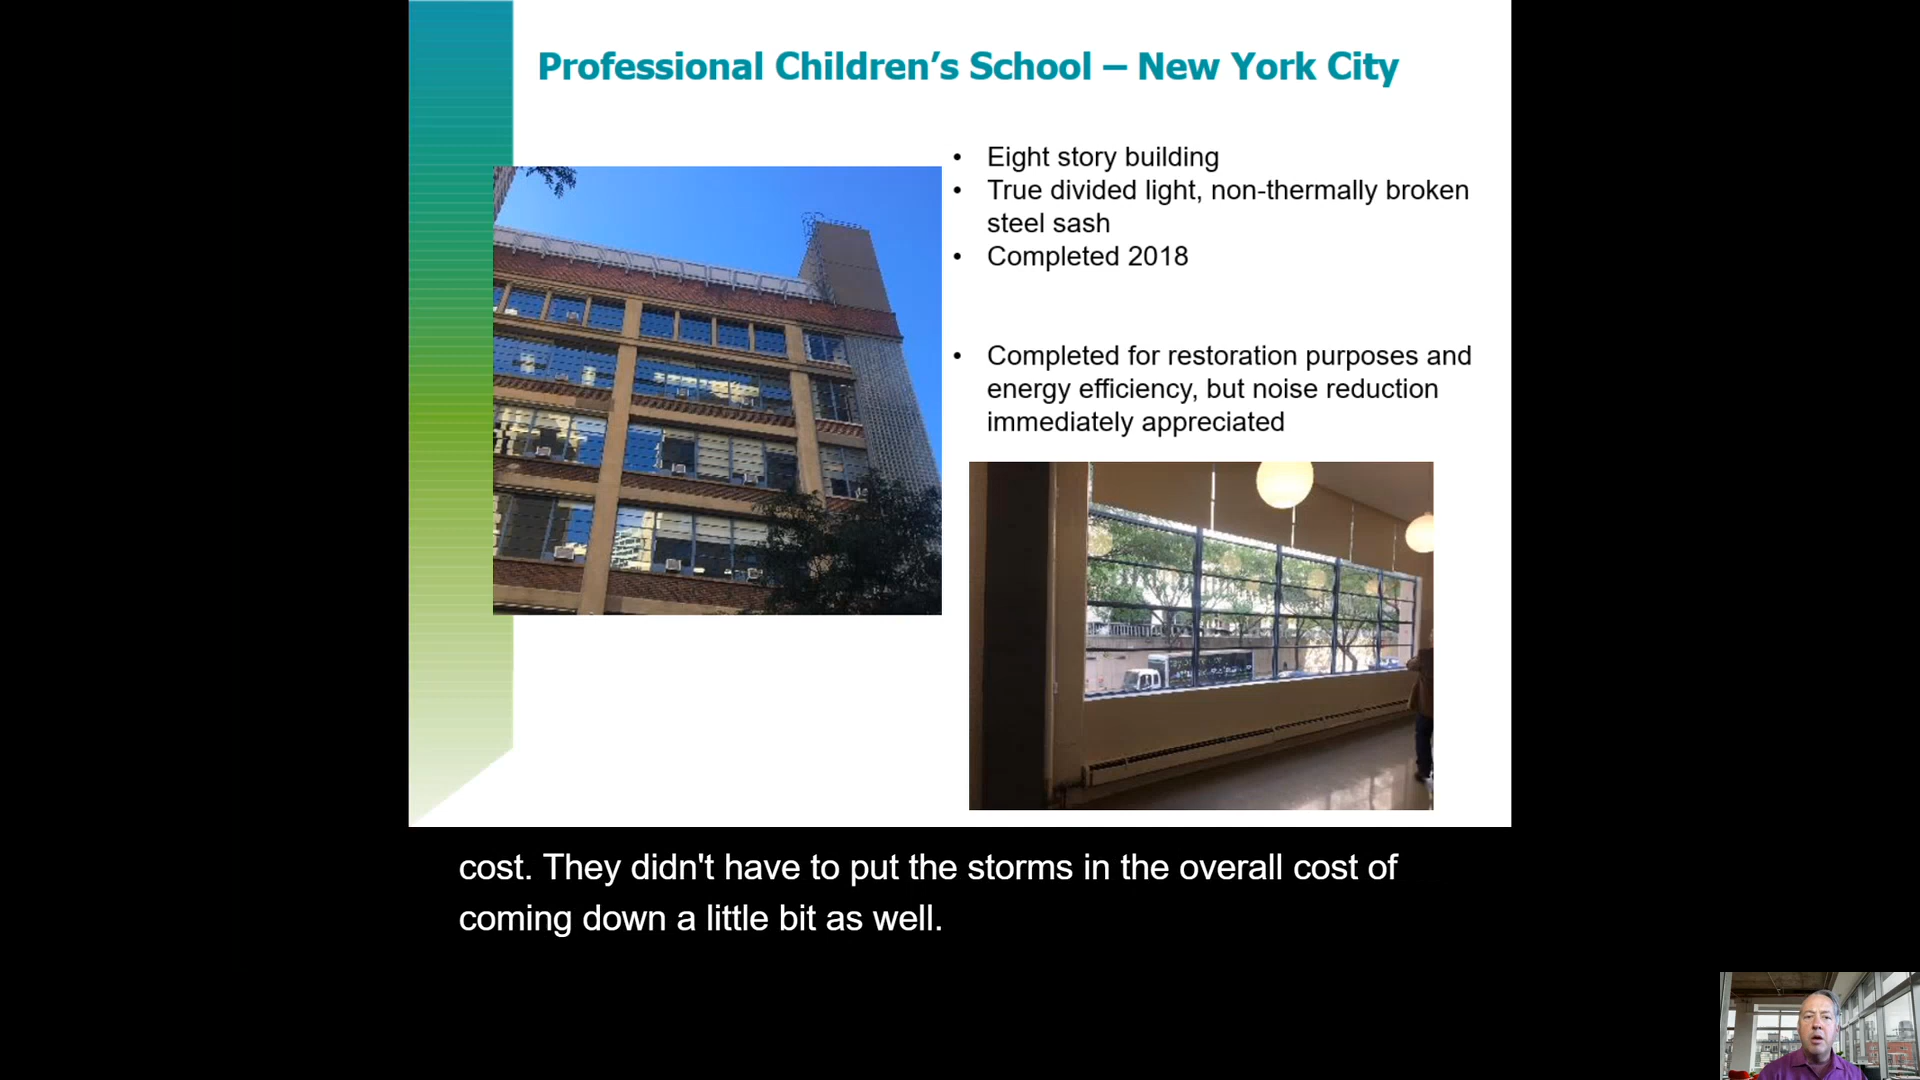 Professional Children’s School – New York City
• Eight story building
• True divided light, non-thermally broken
steel sash
• Completed 2018
• Completed for restoration purposes and
energy efficiency, but noise reduction
immediately appreciated
cost. They didn't have to put the storms in the overall cost of
coming down a little bit as well.